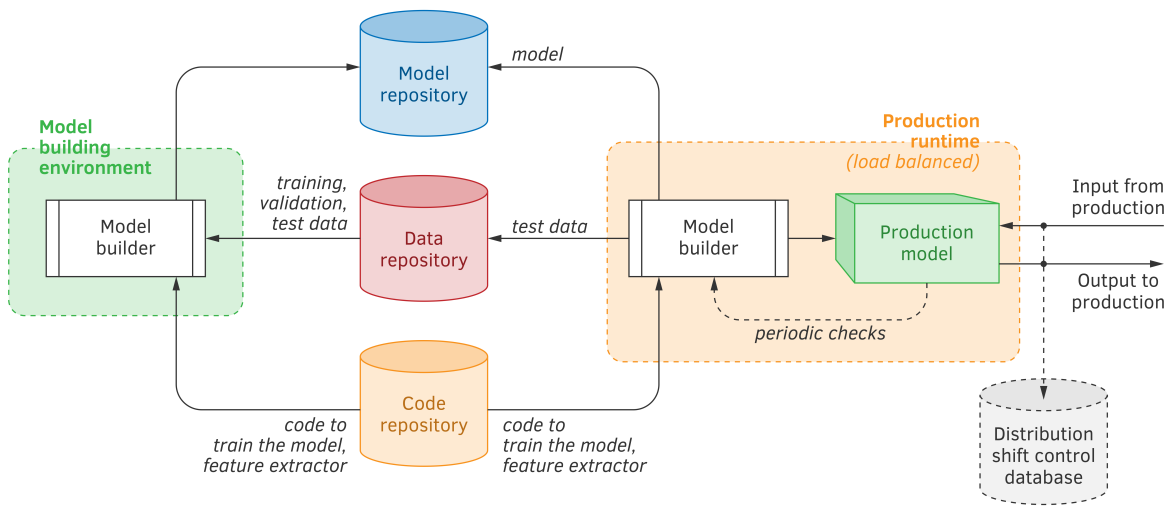 Model
repository
model
Model
building
environment
Production
runtime
(load balanced)
training,
validation,
test data
Model
builder
Data
repository
test data
Model
builder
Production
model
Input from
production
Output to
production
periodic checks
Code
repository
code to
train the model,
feature extractor
code to
train the model,
feature extractor
Distribution
shift control
database